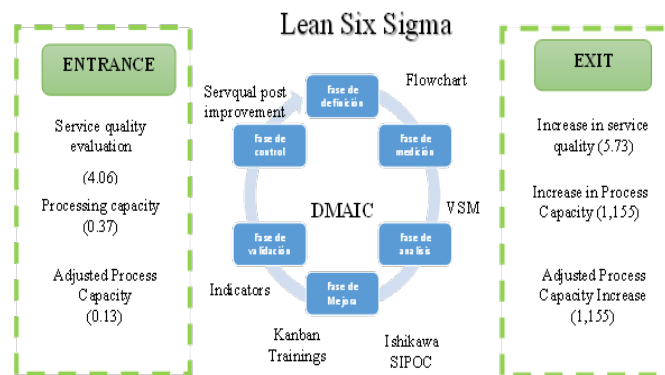 Lean Six Sigma
ENTRANCE
Service quality
evaluation
(4.06)
Processing capacity
(0.37)
Adjusted Process
Capacity
(0.13)
Servqual post
improvement
Flowchart
VSM
Ishikawa
SIPOC
Kanban
Trainings
Indicators
DMAIC
Fase de
definición
Fase de
medición
Fase de
analisis
Fase de
Mejora
Fase de
validación
Fase de
control
EXIT
Increase in service
quality (5.73)
Increase in Process
Capacity (1,155)
Adjusted Process
Capacity Increase
(1,155)